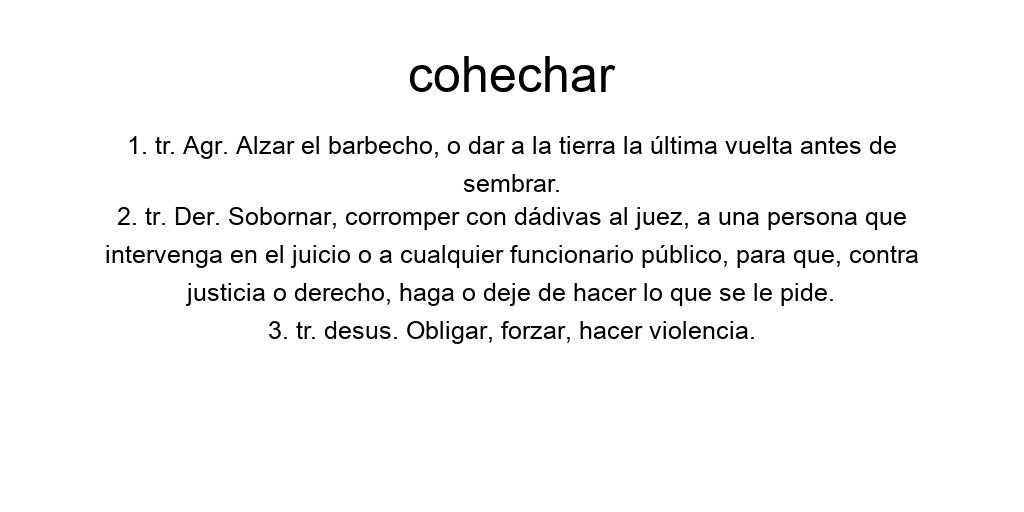 cohechar
1. tr. Agr. Alzar el barbecho, o dar a la tierra la última vuelta antes de
sembrar.
2. tr. Der. Sobornar, corromper con dádivas al juez, a una persona que
intervenga en el juicio o a cualquier funcionario público, para que, contra
justicia o derecho, haga o deje de hacer lo que se le pide.
3. tr. desus. Obligar, forzar, hacer violencia.